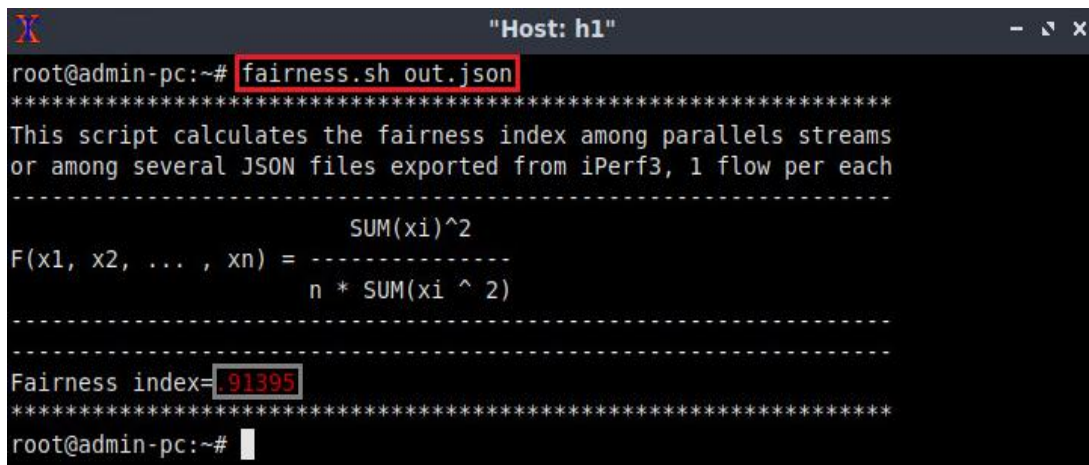 "Host: h1"
root@admin-pc:~# fairness.sh out.json
*****************************************************************
This script calculates the fairness index among parallels streams
or among several JSON files exported from iPerf3, 1 flow per each
-----------------------------------------------------------------
SUM(xi)^2
F(x1, x2, ... , xn) = ---------------
n * SUM(xi ^ 2)
-----------------------------------------------------------------
-----------------------------------------------------------------
Fairness index=.91395
*****************************************************************
root@admin-pc:~#